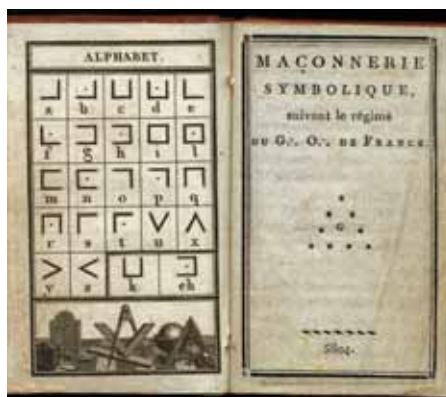 ALPHABET.
a b c d e
f g h i l
m n o p q
r s t u x
y z k ch
MAÇONNERIE
SYMBOLIQUE,
suivant le régime
DU G∴ O∴ DE FRANCE.
G